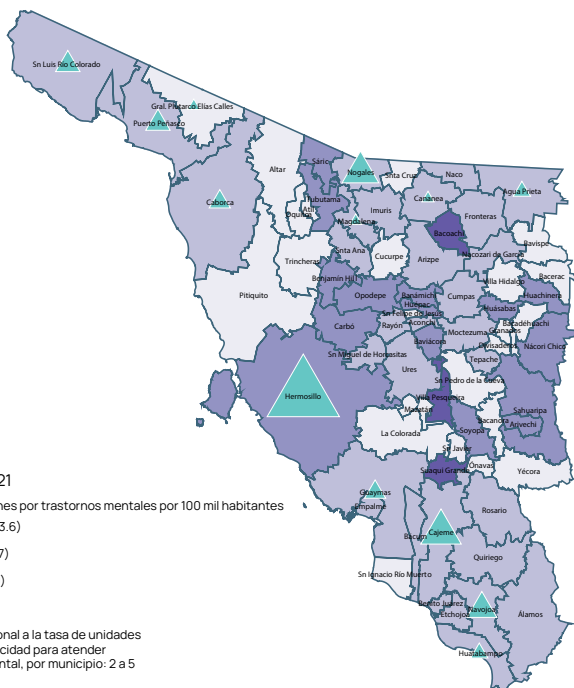 Sn Luis Río Colorado
Gral. Plutarco Elías Calles
Puerto Peñasco
Caborca
Altar
Sáric
Nogales
Snta Cruz
Naco
Agua Prieta
Cananea
Tubutama
Atil
Oquitoa
Magdalena
Imuris
Fronteras
Bacoachi
Bavispe
Snta Ana
Cucurpe
Arizpe
Nacozari de García
Trincheras
Bacerac
Villa Hidalgo
Benjamín Hill
Pitiquito
Opodepe
Banámichi
Cumpas
Huachinera
Huépac
Huásabas
Sn Felipe de Jesús
Aconchi
Bacadéhuachi
Carbó
Rayón
Granados
Moctezuma
Baviácora
Divisaderos
Nácori Chico
Sn Miguel de Horcasitas
Tepache
Ures
Sn Pedro de la Cueva
Hermosillo
Villa Pesqueira
Mazatán
Sahuaripa
Bacanora
Arivechi
La Colorada
Soyopa
Sn Javier
Suaqui Grande
Ónavas
Yécora
21
nes por trastornos mentales por 100 mil habitantes
3.6)
7)
)
Guaymas
Empalme
Rosario
Cajeme
Bácum
Quiriego
Sn Ignacio Río Muerto
Benito Juárez
Etchojoa
Navojoa
Álamos
Huatabampo
onal a la tasa de unidades
cidad para atender
ntal, por municipio: 2 a 5